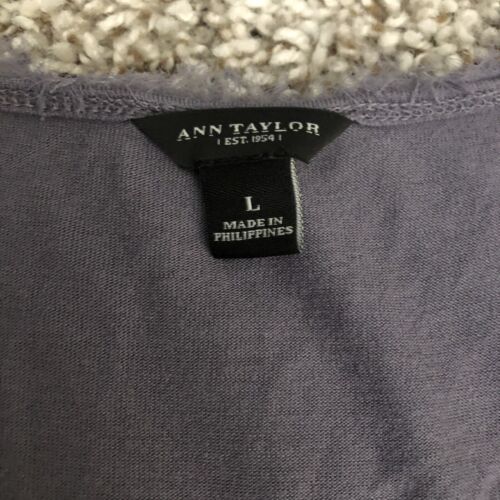 ANN TAYLOR
| EST. 1954 |
L
MADE IN
PHILIPPINES